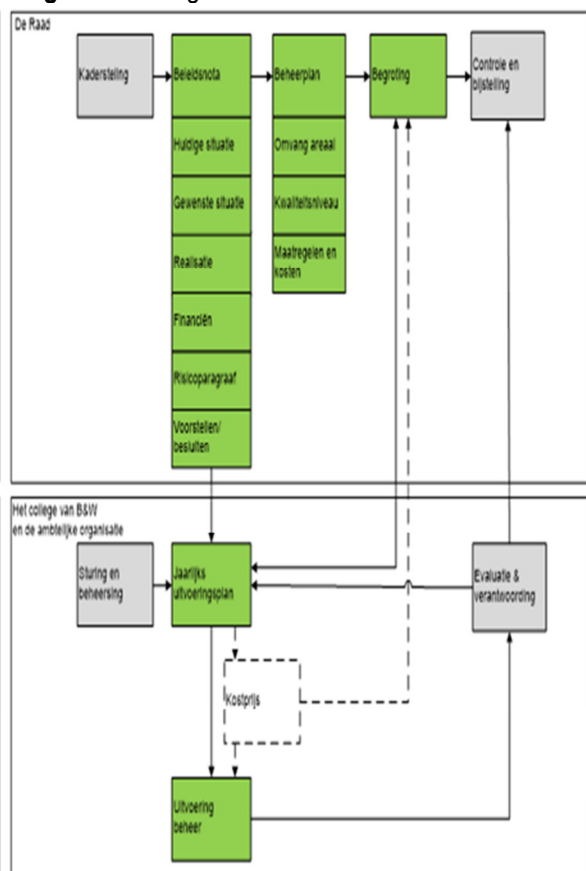 De Raad
Kaderstelling
Beleidsnota
Beheerplan
Begroting
Controle en
bijstelling
Huidige situatie
Gewenste situatie
Realisatie
Financiën
Risicoparagraaf
Voorstellen/
besluiten
Omvang areaal
Kwaliteitsniveau
Maatregelen en
kosten
Het college van B&W
en de ambtelijke organisatie
Sturing en
beheersing
Jaarlijks
uitvoeringsplan
Evaluatie &
verantwoording
Kostprijs
Uitvoering
beheer